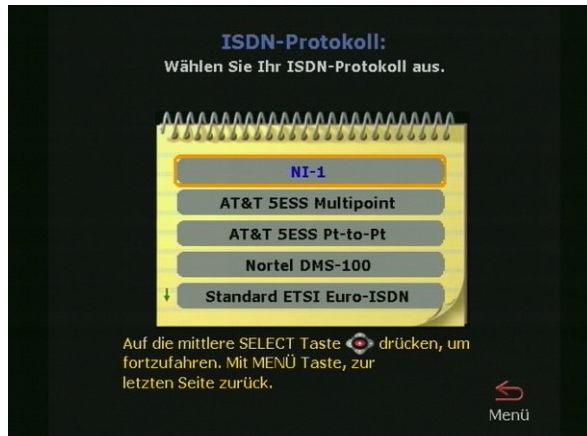 ISDN-Protokoll:
Wählen Sie Ihr ISDN-Protokoll aus.
NI-1
AT&T 5ESS Multipoint
AT&T 5ESS Pt-to-Pt
Nortel DMS-100
Standard ETSI Euro-ISDN
Auf die mittlere SELECT Taste drücken, um
fortzufahren. Mit MENÜ Taste, zur
letzten Seite zurück.
Menü